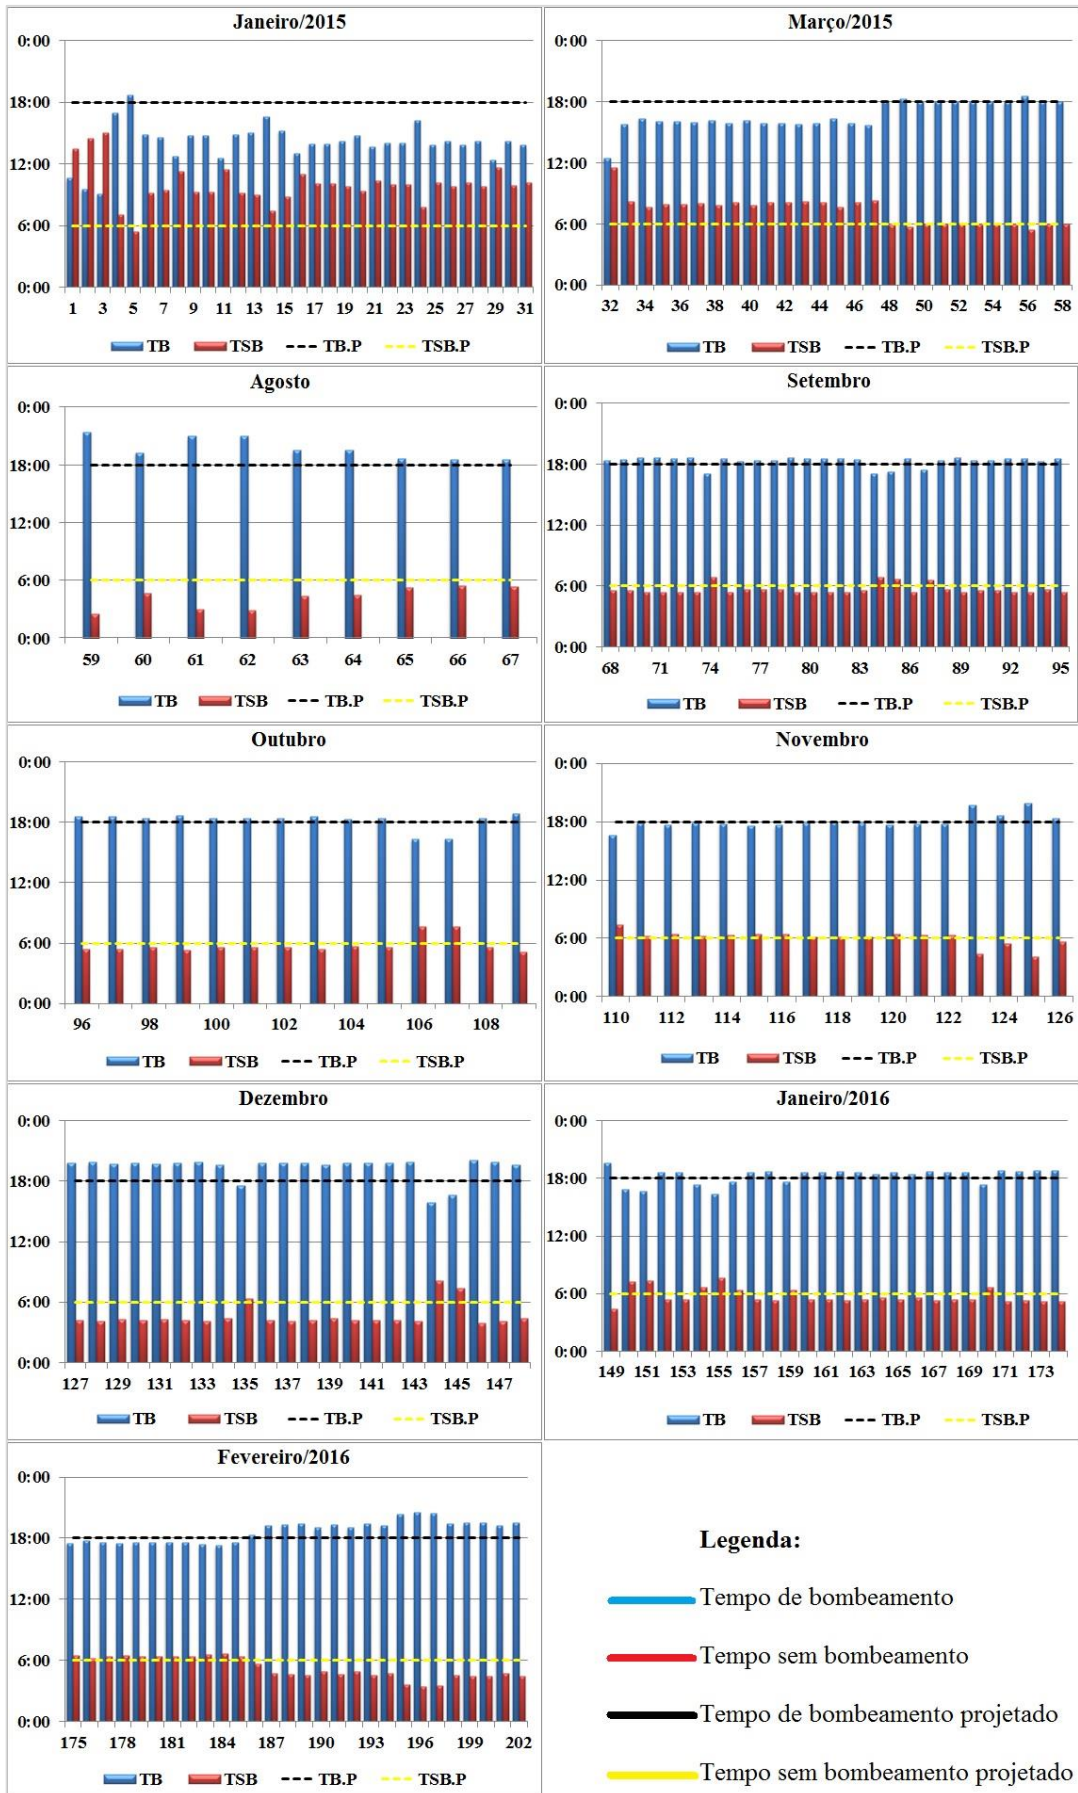 Janeiro/2015
0:00
18:00
12:00
6:00
0:00
1 3 5 7 9 11 13 15 17 19 21 23 25 27 29 31
TB TSB TB.P TSB.P
Março/2015
0:00
18:00
12:00
6:00
0:00
32 34 36 38 40 42 44 46 48 50 52 54 56 58
TB TSB TB.P TSB.P
Agosto
0:00
18:00
12:00
6:00
0:00
59 60 61 62 63 64 65 66 67
TB TSB TB.P TSB.P
Setembro
0:00
18:00
12:00
6:00
0:00
68 71 74 77 80 83 86 89 92 95
TB TSB TB.P TSB.P
Outubro
0:00
18:00
12:00
6:00
0:00
96 98 100 102 104 106 108
TB TSB TB.P TSB.P
Novembro
0:00
18:00
12:00
6:00
0:00
110 112 114 116 118 120 122 124 126
TB TSB TB.P TSB.P
Dezembro
0:00
18:00
12:00
6:00
0:00
127 129 131 133 135 137 139 141 143 145 147
TB TSB TB.P TSB.P
Janeiro/2016
0:00
18:00
12:00
6:00
0:00
149 151 153 155 157 159 161 163 165 167 169 171 173
TB TSB TB.P TSB.P
Fevereiro/2016
0:00
18:00
12:00
6:00
0:00
175 178 181 184 187 190 193 196 199 202
TB TSB TB.P TSB.P
Legenda:
Tempo de bombeamento
Tempo sem bombeamento
Tempo de bombeamento projetado
Tempo sem bombeamento projetado